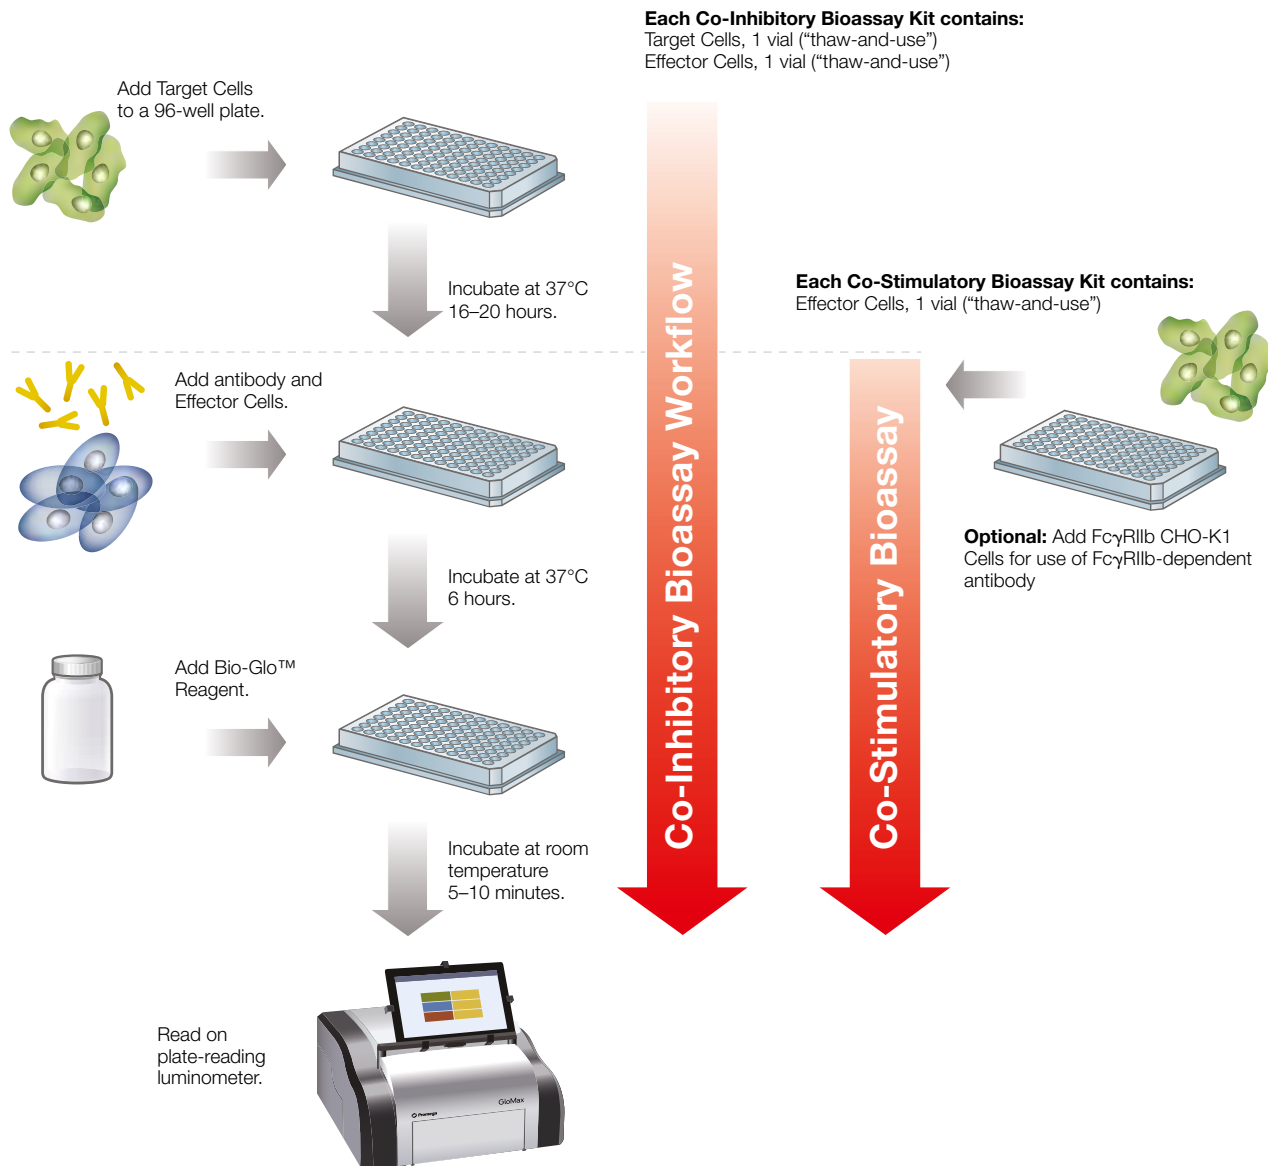 Each Co-Inhibitory Bioassay Kit contains:
Target Cells, 1 vial (“thaw-and-use”)
Effector Cells, 1 vial (“thaw-and-use”)
Add Target Cells
to a 96-well plate.
Incubate at 37°C
16–20 hours.
Each Co-Stimulatory Bioassay Kit contains:
Effector Cells, 1 vial (“thaw-and-use”)
Add antibody and
Effector Cells.
Optional: Add FcγRIIb CHO-K1
Cells for use of FcγRIIb-dependent
antibody
Incubate at 37°C
6 hours.
Add Bio-Glo™
Reagent.
Incubate at room
temperature
5–10 minutes.
Co-Inhibitory Bioassay Workflow
Co-Stimulatory Bioassay
Read on
plate-reading
luminometer.
Promega
GloMax